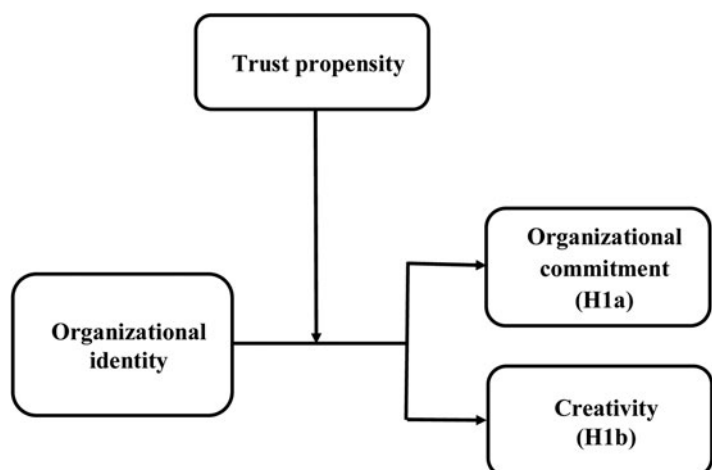 Trust propensity
Organizational
identity
Organizational
commitment
(H1a)
Creativity
(H1b)